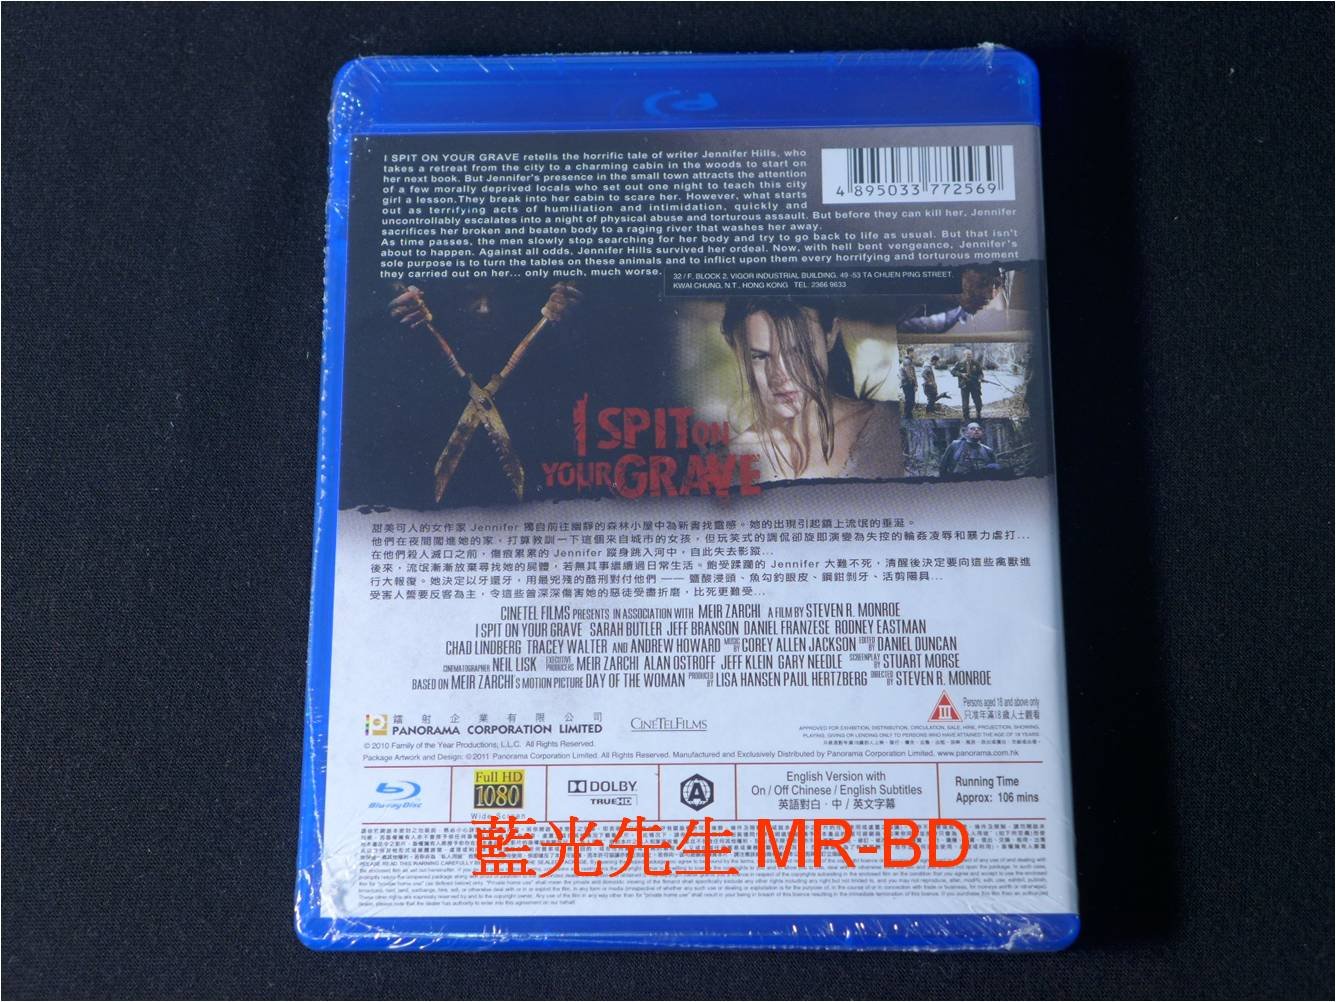 I SPIT ON YOUR GRAVE retells the horrific tale of writer Jennifer Hills, who
takes a retreat from the city to a charming cabin in the woods to start on
her next book. But Jennifer's presence in the small town attracts the attention
of a few morally deprived locals who set out one night to teach this city
girl a lesson.They break into her cabin to scare her. However, what starts
out as terrifying acts of humiliation and intimidation, quickly and
uncontrollably escalates into a night of physical abuse and torturous assault. But before they can kill her, Jennifer
sacrifices her broken and beaten body to a raging river that washes her away.
As time passes, the men slowly stop searching for her body and try to go back to life as usual. But that isn't
about to happen. Against all odds, Jennifer Hills survived her ordeal. Now, with hell bent vengeance, Jennifer's
sole purpose is to turn the tables on these animals and to inflict upon them every horrifying and torturous moment
they carried out on her... only much, much worse.
4 895033 772569
32 / F, BLOCK 2, VIGOR INDUSTRIAL BUILDING, 49 -53 TA CHUEN PING STREET,
KWAI CHUNG, N.T., HONG KONG TEL: 2366 9633
I SPIT ON
YOUR GRAVE
甜美可人的女作家 Jennifer 獨自前往幽靜的森林小屋中為新書找靈感。她的出現引起鎮上流氓的垂涎。
他們在夜間闖進她的家，打算教訓一下這個來自城市的女孩，但玩笑式的調侃卻旋即演變為失控的輪姦凌辱和暴力虐打...
在他們殺人滅口之前，傷痕累累的 Jennifer 蹤身跳入河中，自此失去影蹤...
後來，流氓漸漸放棄尋找她的屍體，若無其事繼續過日常生活。飽受蹂躪的 Jennifer 大難不死，清醒後決定要向這些禽獸進
行大報復。她決定以牙還牙，用最兇殘的酷刑對付他們 —— 鹽酸浸頭、魚勾釣眼皮、鋼鉗剝牙、活剪陽具...
受害人誓要反客為主，令這些曾深深傷害她的惡徒受盡折磨，比死更難受...
CINETEL FILMS PRESENTS IN ASSOCIATION WITH MEIR ZARCHI A FILM BY STEVEN R. MONROE
I SPIT ON YOUR GRAVE SARAH BUTLER JEFF BRANSON DANIEL FRANZESE RODNEY EASTMAN
CHAD LINDBERG TRACEY WALTER AND ANDREW HOWARD MUSIC BY COREY ALLEN JACKSON EDITED BY DANIEL DUNCAN
CINEMATOGRAPHER NEIL LISK EXECUTIVE PRODUCERS MEIR ZARCHI ALAN OSTROFF JEFF KLEIN GARY NEEDLE SCREENPLAY BY STUART MORSE
BASED ON MEIR ZARCHI'S MOTION PICTURE DAY OF THE WOMAN PRODUCED BY LISA HANSEN PAUL HERTZBERG DIRECTED BY STEVEN R. MONROE
鐳射企業有限公司
PANORAMA CORPORATION LIMITED
CINETELFILMS
III
Persons aged 18 and above only
只准年滿18歲人士觀看
APPROVED FOR EXHIBITION, DISTRIBUTION, CIRCULATION, SALE, HIRE, PROJECTION, SHOWING,
PLAYING, GIVING OR LENDING ONLY TO PERSONS WHO HAVE ATTAINED THE AGE OF 18 YEARS.
© 2010 Family of the Year Productions, L.L.C. All Rights Reserved.
Package Artwork and Design: ©2011 Panorama Corporation Limited. All Rights Reserved. Manufactured and Exclusively Distributed by Panorama Corporation Limited. www.panorama.com.hk
Blu-ray Disc
Full HD
1080
Wide Screen
DOLBY
TRUEHD
A
English Version with
On / Off Chinese / English Subtitles
英語對白．中 / 英文字幕
Running Time
Approx: 106 mins
藍光先生 MR-BD